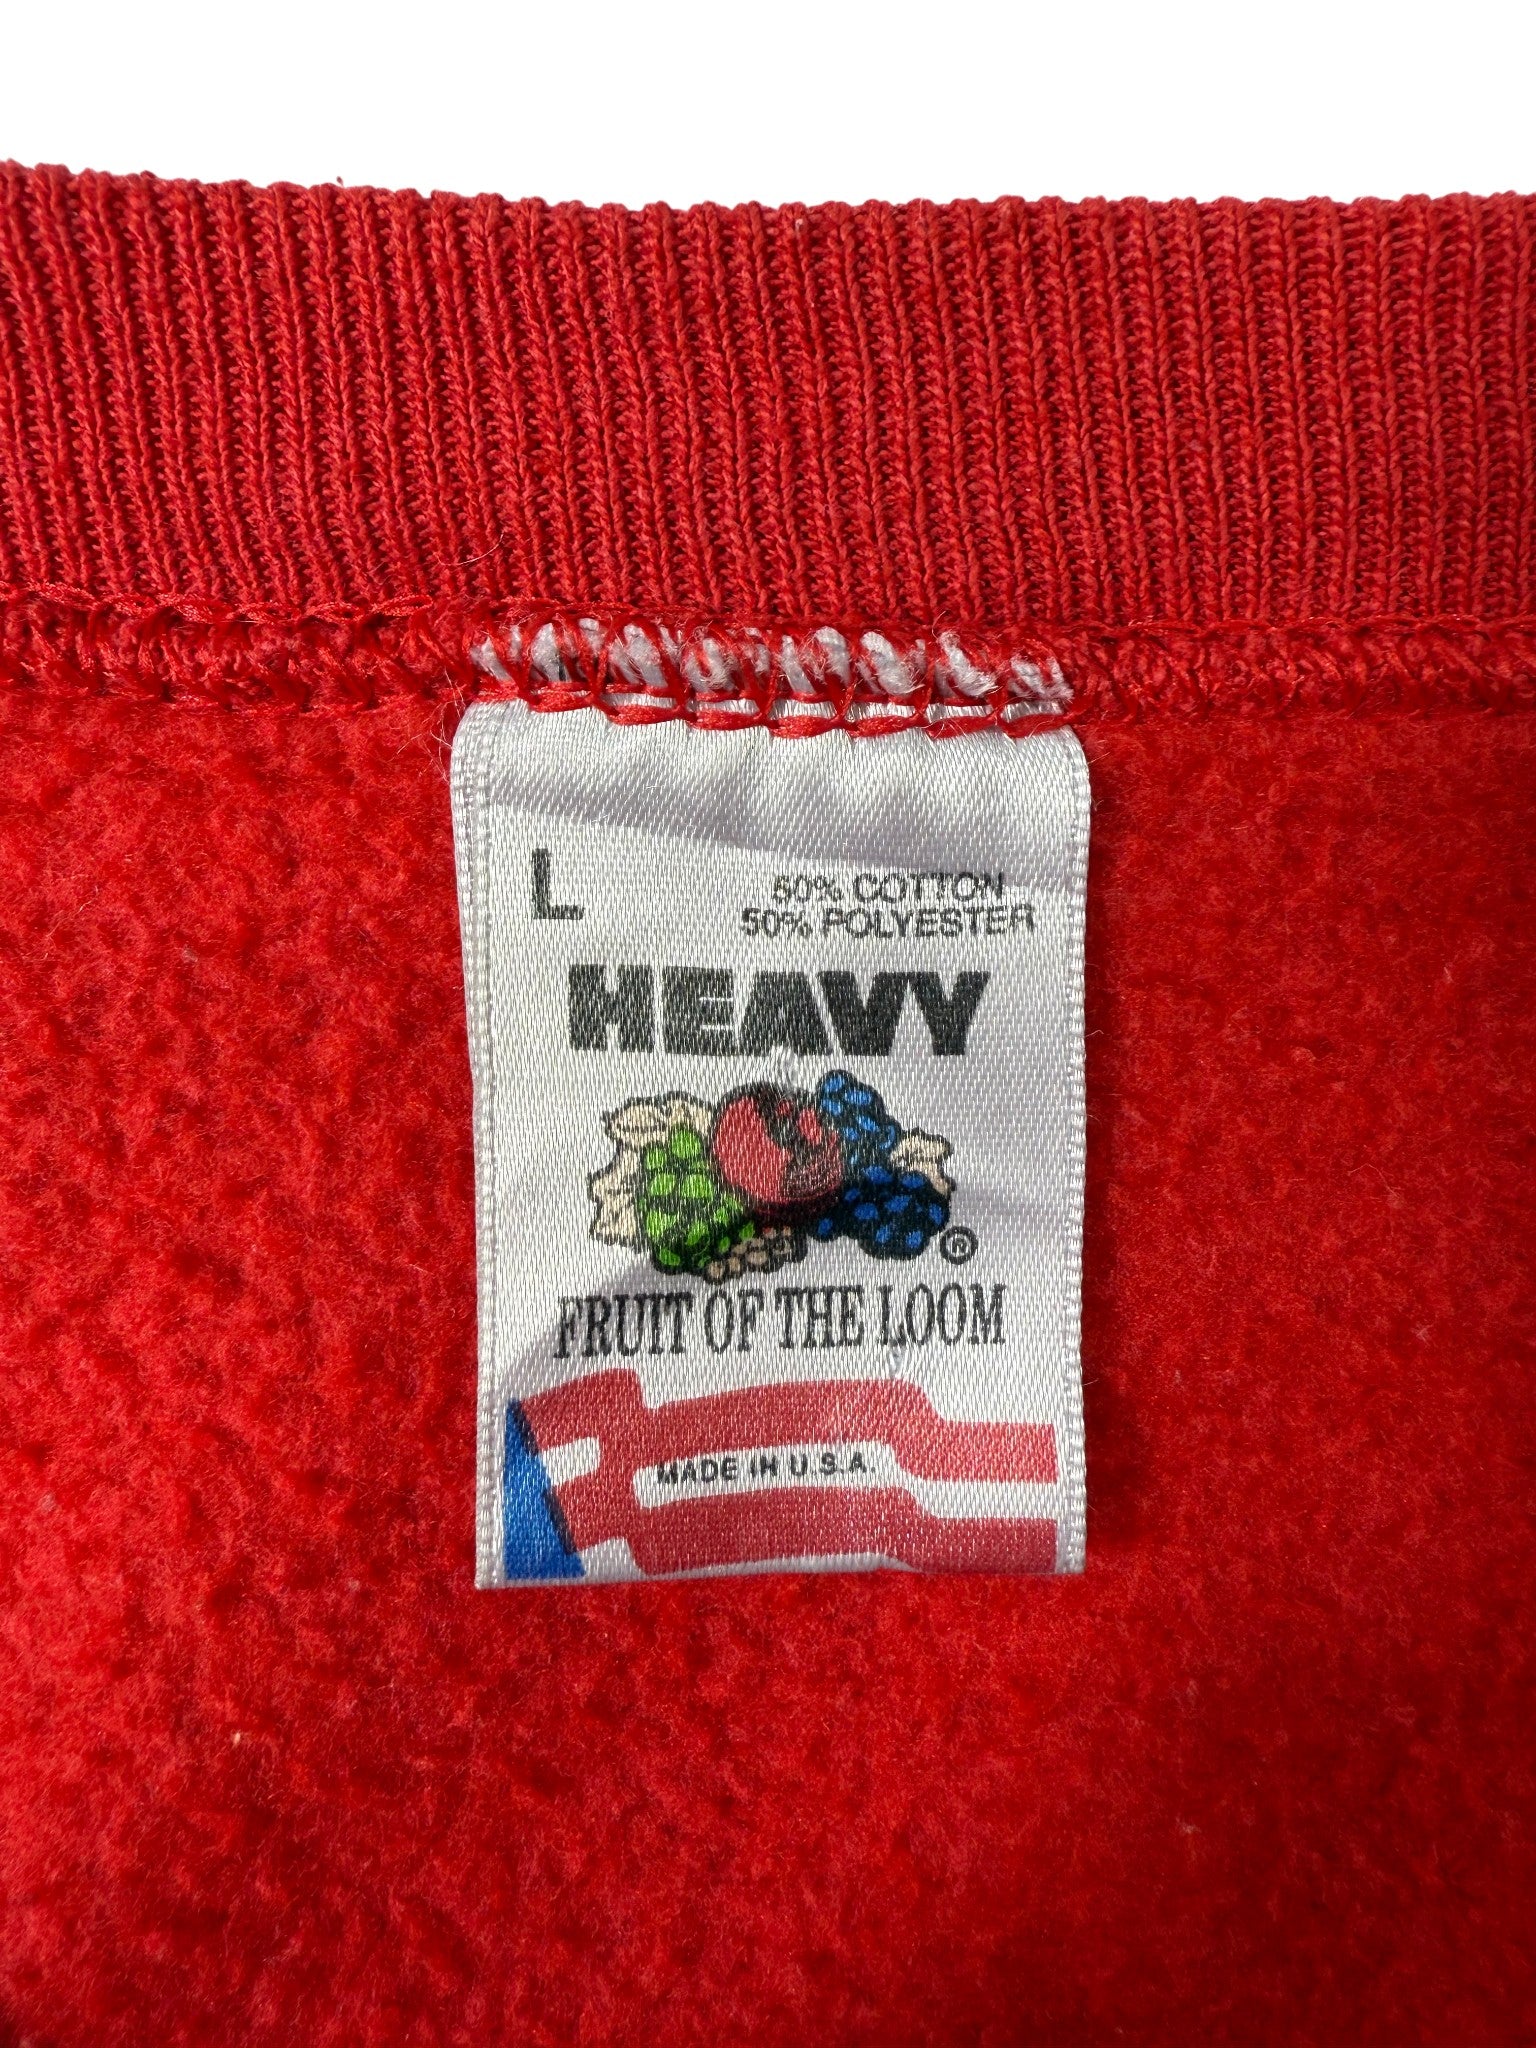 L
50% COTTON
50% POLYESTER
HEAVY
®
FRUIT OF THE LOOM
MADE IN U.S.A.